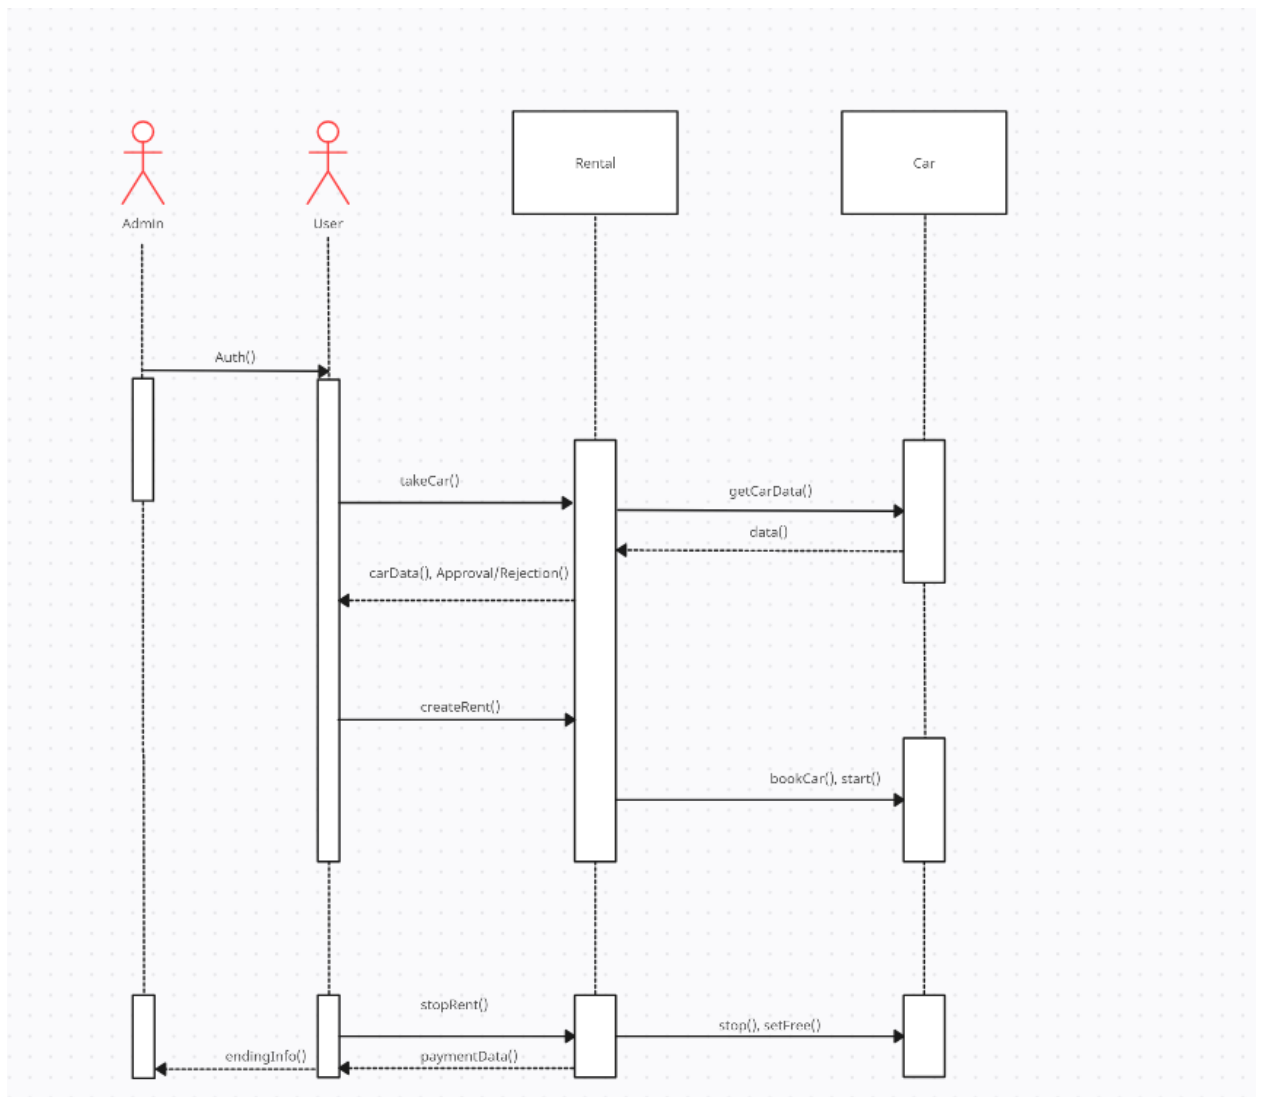 Admin
User
Rental
Car
Auth()
takeCar()
getCarData()
data()
carData(), Approval/Rejection()
createRent()
bookCar(), start()
stopRent()
stop(), setFree()
endingInfo()
paymentData()